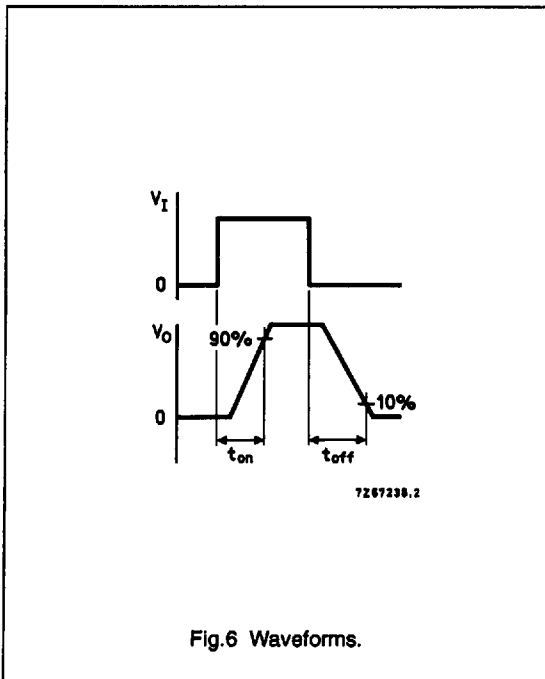 V_I
0
V_O
90%
0
10%
t_on
t_off
7Z67238.2
Fig.6 Waveforms.